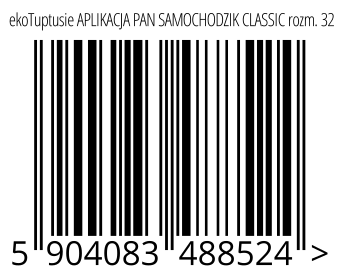 ekoTuptusie APLIKACJA PAN SAMOCHODZIK CLASSIC rozm. 32
5 904083 488524 >